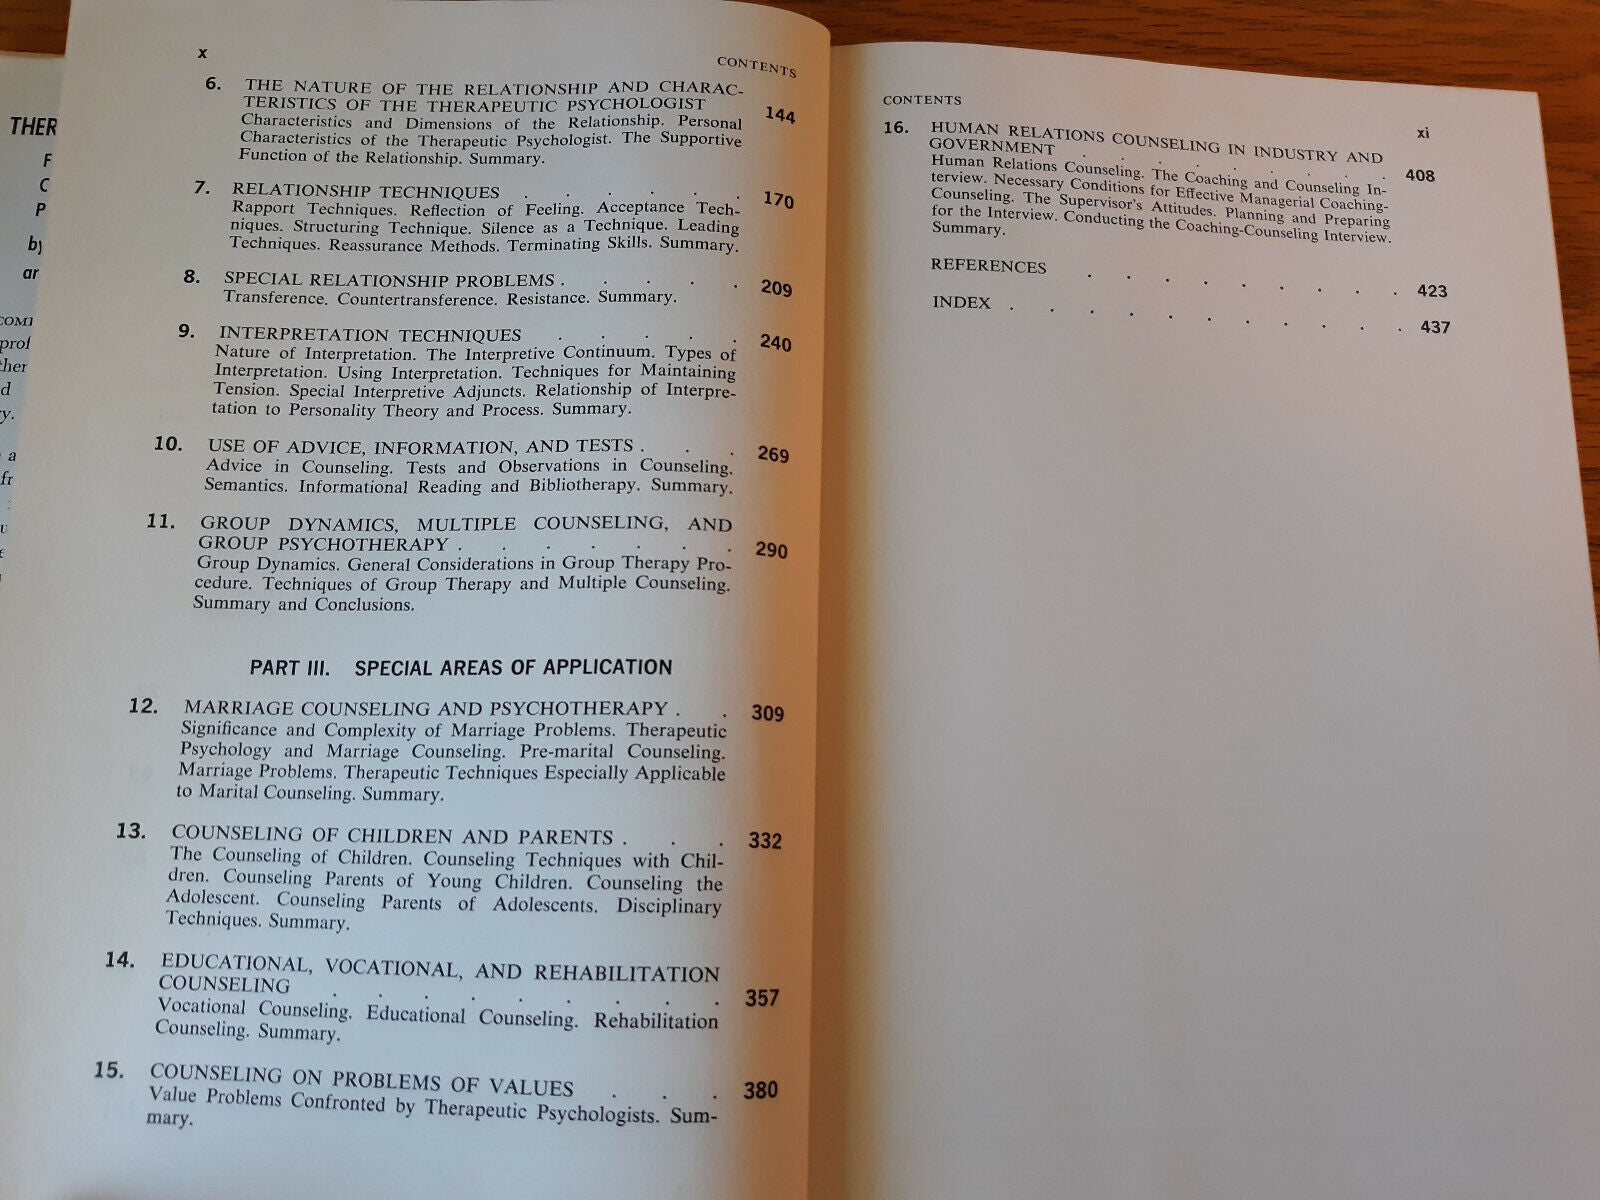 THER
F
C
P
by
ar
prof
ther
d
y.
a
fr
x
CONTENTS
6. THE NATURE OF THE RELATIONSHIP AND CHARAC-
TERISTICS OF THE THERAPEUTIC PSYCHOLOGIST 144
Characteristics and Dimensions of the Relationship. Personal
Characteristics of the Therapeutic Psychologist. The Supportive
Function of the Relationship. Summary.
7. RELATIONSHIP TECHNIQUES . . . . . 170
Rapport Techniques. Reflection of Feeling. Acceptance Tech-
niques. Structuring Technique. Silence as a Technique. Leading
Techniques. Reassurance Methods. Terminating Skills. Summary.
8. SPECIAL RELATIONSHIP PROBLEMS . . . . . 209
Transference. Countertransference. Resistance. Summary.
9. INTERPRETATION TECHNIQUES . . . . . 240
Nature of Interpretation. The Interpretive Continuum. Types of
Interpretation. Using Interpretation. Techniques for Maintaining
Tension. Special Interpretive Adjuncts. Relationship of Interpre-
tation to Personality Theory and Process. Summary.
10. USE OF ADVICE, INFORMATION, AND TESTS . . . 269
Advice in Counseling. Tests and Observations in Counseling.
Semantics. Informational Reading and Bibliotherapy. Summary.
11. GROUP DYNAMICS, MULTIPLE COUNSELING, AND
GROUP PSYCHOTHERAPY . . . . . . . 290
Group Dynamics. General Considerations in Group Therapy Pro-
cedure. Techniques of Group Therapy and Multiple Counseling.
Summary and Conclusions.
PART III. SPECIAL AREAS OF APPLICATION
12. MARRIAGE COUNSELING AND PSYCHOTHERAPY . . 309
Significance and Complexity of Marriage Problems. Therapeutic
Psychology and Marriage Counseling. Pre-marital Counseling.
Marriage Problems. Therapeutic Techniques Especially Applicable
to Marital Counseling. Summary.
13. COUNSELING OF CHILDREN AND PARENTS . . . 332
The Counseling of Children. Counseling Techniques with Chil-
dren. Counseling Parents of Young Children. Counseling the
Adolescent. Counseling Parents of Adolescents. Disciplinary
Techniques. Summary.
14. EDUCATIONAL, VOCATIONAL, AND REHABILITATION
COUNSELING . . . . . . . . . 357
Vocational Counseling. Educational Counseling. Rehabilitation
Counseling. Summary.
15. COUNSELING ON PROBLEMS OF VALUES . . . 380
Value Problems Confronted by Therapeutic Psychologists. Sum-
mary.
CONTENTS
xi
16. HUMAN RELATIONS COUNSELING IN INDUSTRY AND
GOVERNMENT . . . . . . . . 408
Human Relations Counseling. The Coaching and Counseling In-
terview. Necessary Conditions for Effective Managerial Coaching-
Counseling. The Supervisor's Attitudes. Planning and Preparing
for the Interview. Conducting the Coaching-Counseling Interview.
Summary.
REFERENCES . . . . . . . . . 423
INDEX . . . . . . . . . . . 437